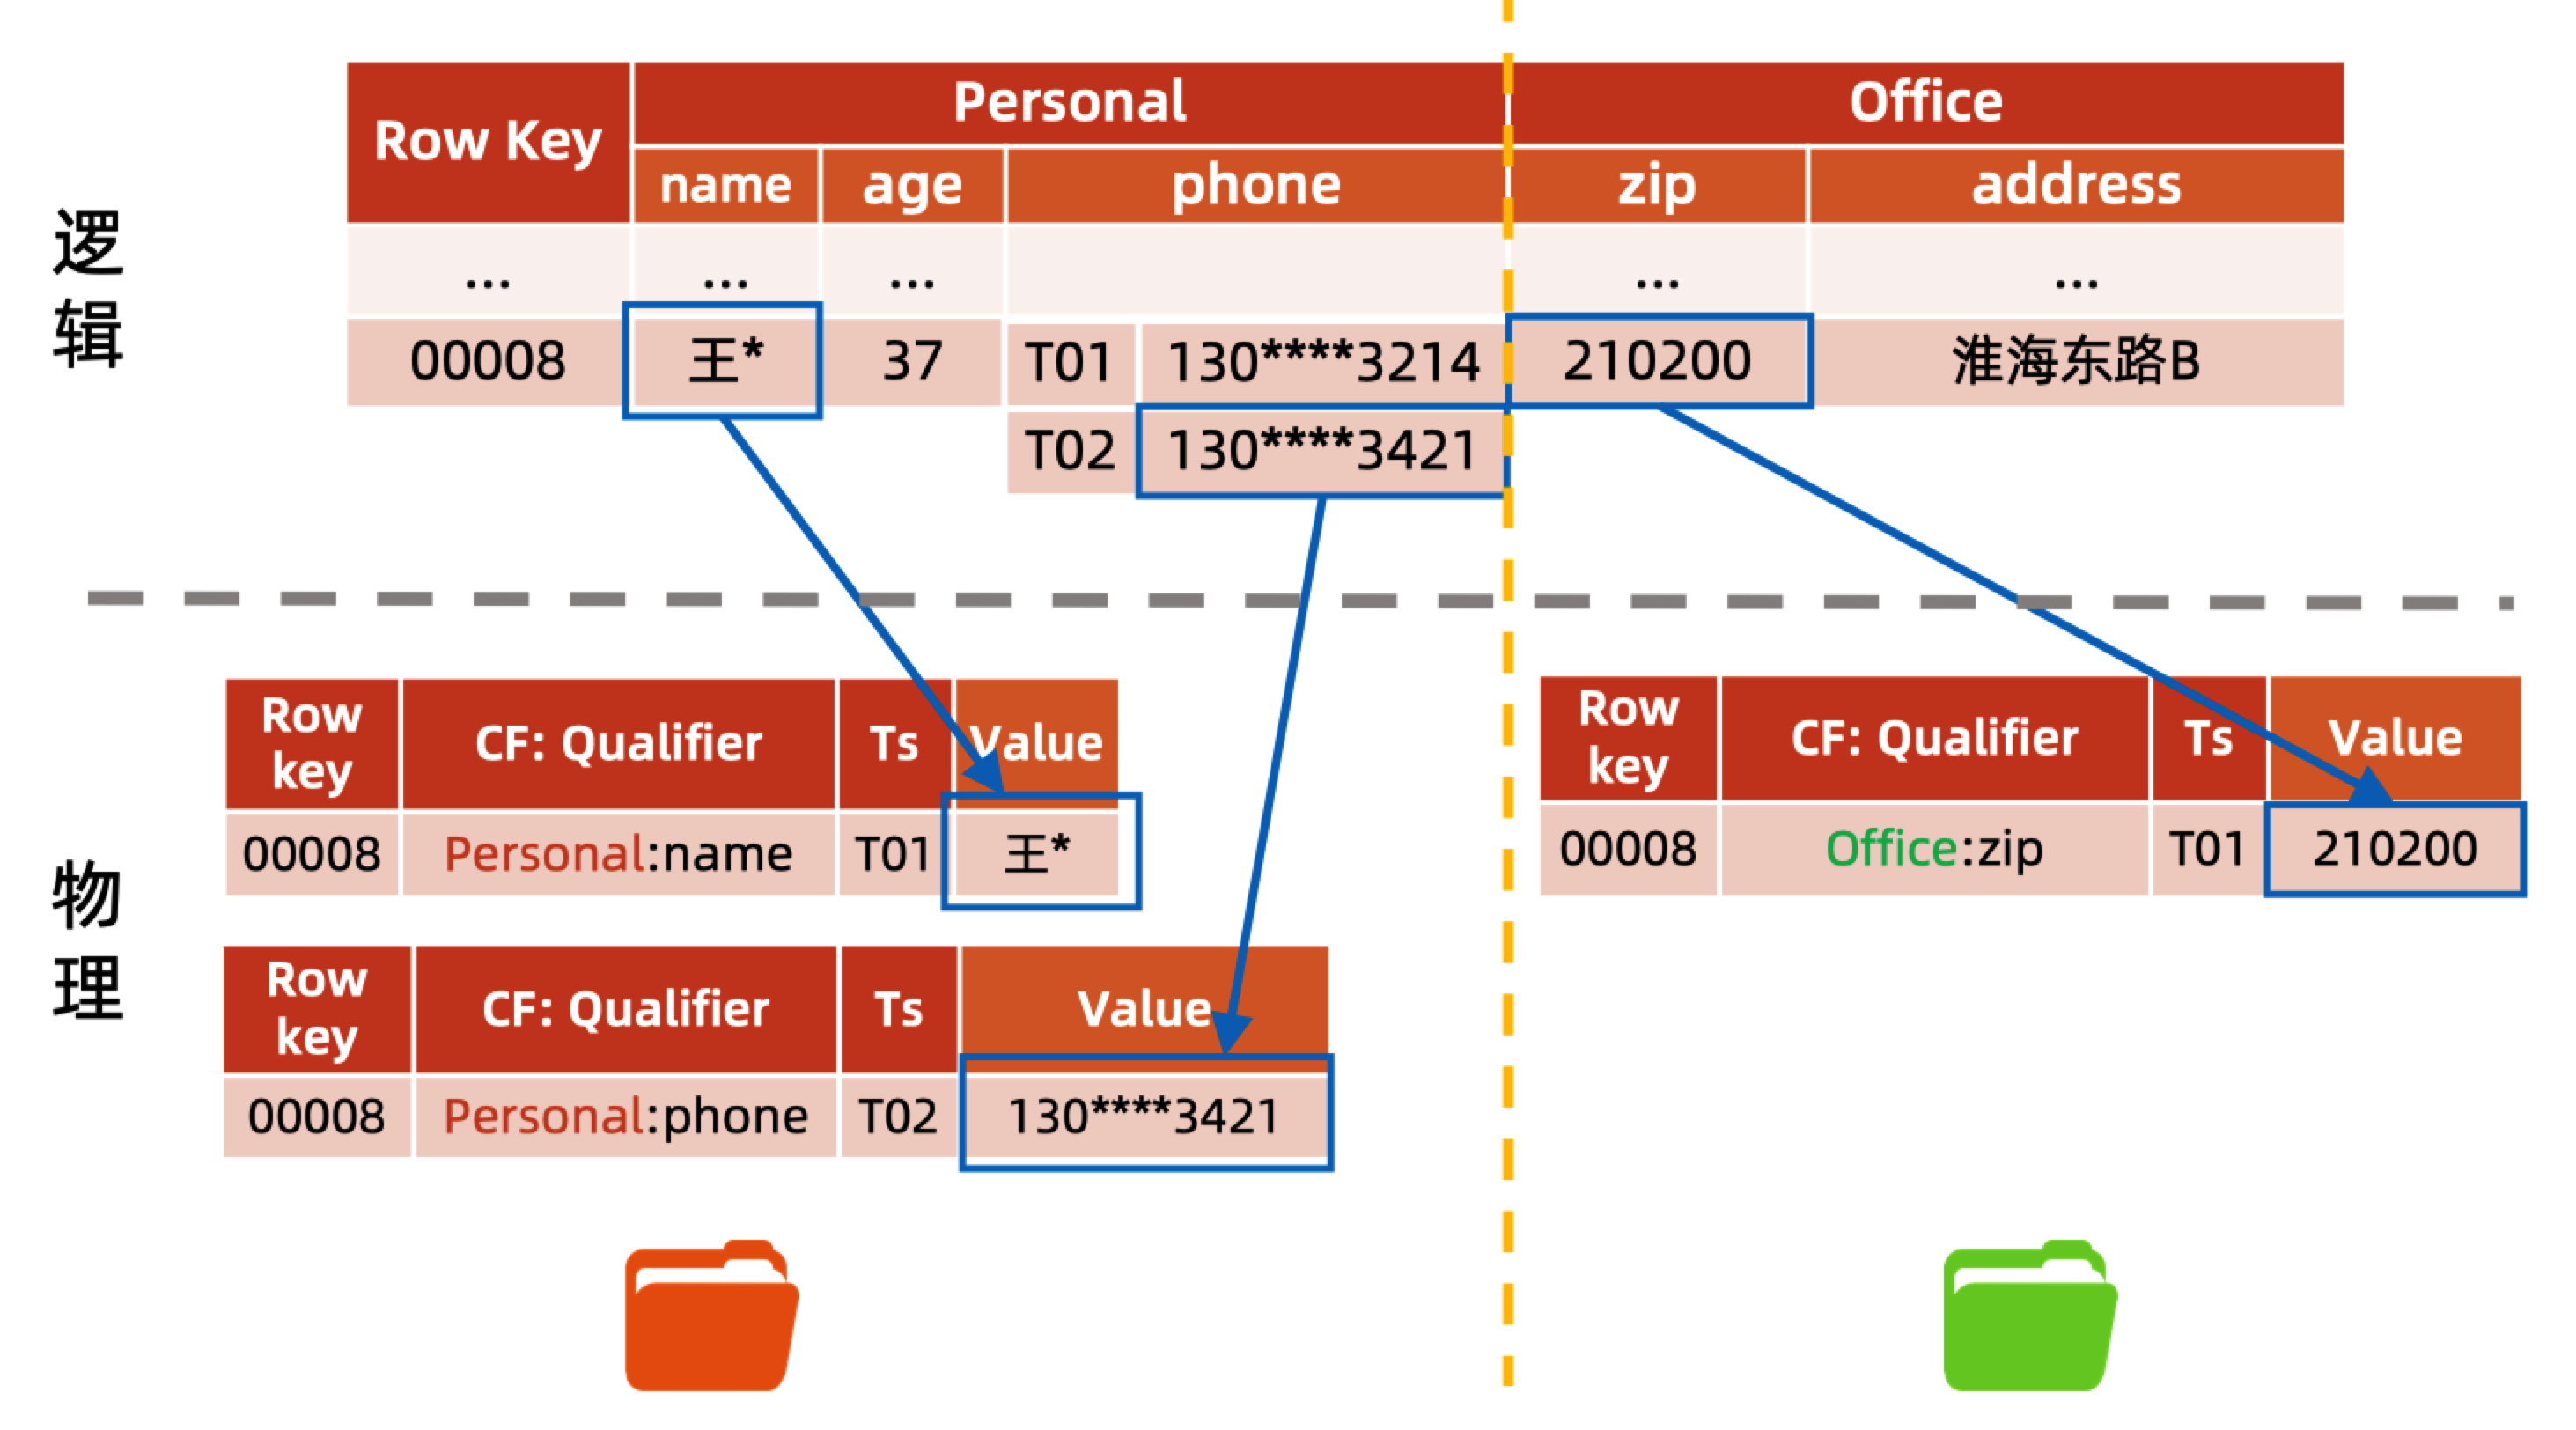 逻辑
Row Key
Personal
Office
name
age
phone
zip
address
...
...
...
...
...
00008
王*
37
T01
130****3214
210200
淮海东路B
T02
130****3421
物理
Row key
CF: Qualifier
Ts
Value
00008
Personal:name
T01
王*
Row key
CF: Qualifier
Ts
Value
00008
Office:zip
T01
210200
Row key
CF: Qualifier
Ts
Value
00008
Personal:phone
T02
130****3421